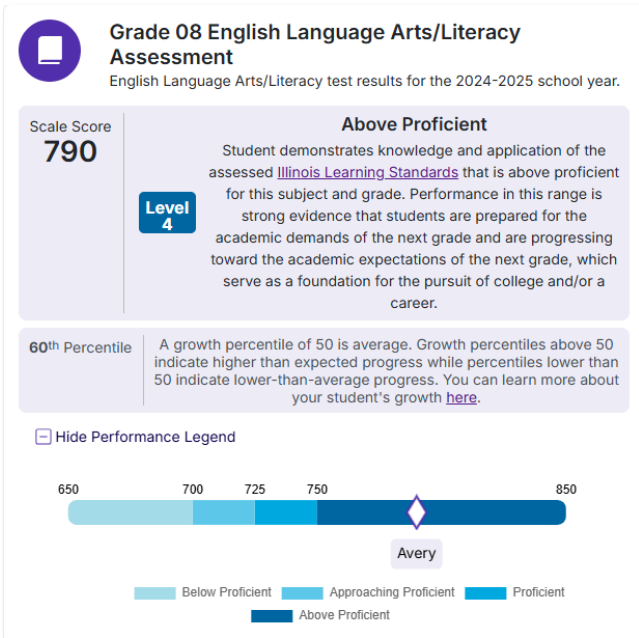 Grade 08 English Language Arts/Literacy
Assessment
English Language Arts/Literacy test results for the 2024-2025 school year.
Scale Score
790
Level
4
Above Proficient
Student demonstrates knowledge and application of the
assessed Illinois Learning Standards that is above proficient
for this subject and grade. Performance in this range is
strong evidence that students are prepared for the
academic demands of the next grade and are progressing
toward the academic expectations of the next grade, which
serve as a foundation for the pursuit of college and/or a
career.
60th Percentile
A growth percentile of 50 is average. Growth percentiles above 50
indicate higher than expected progress while percentiles lower than
50 indicate lower-than-average progress. You can learn more about
your student's growth here.
Hide Performance Legend
650 700 725 750 850
Avery
Below Proficient Approaching Proficient Proficient
Above Proficient